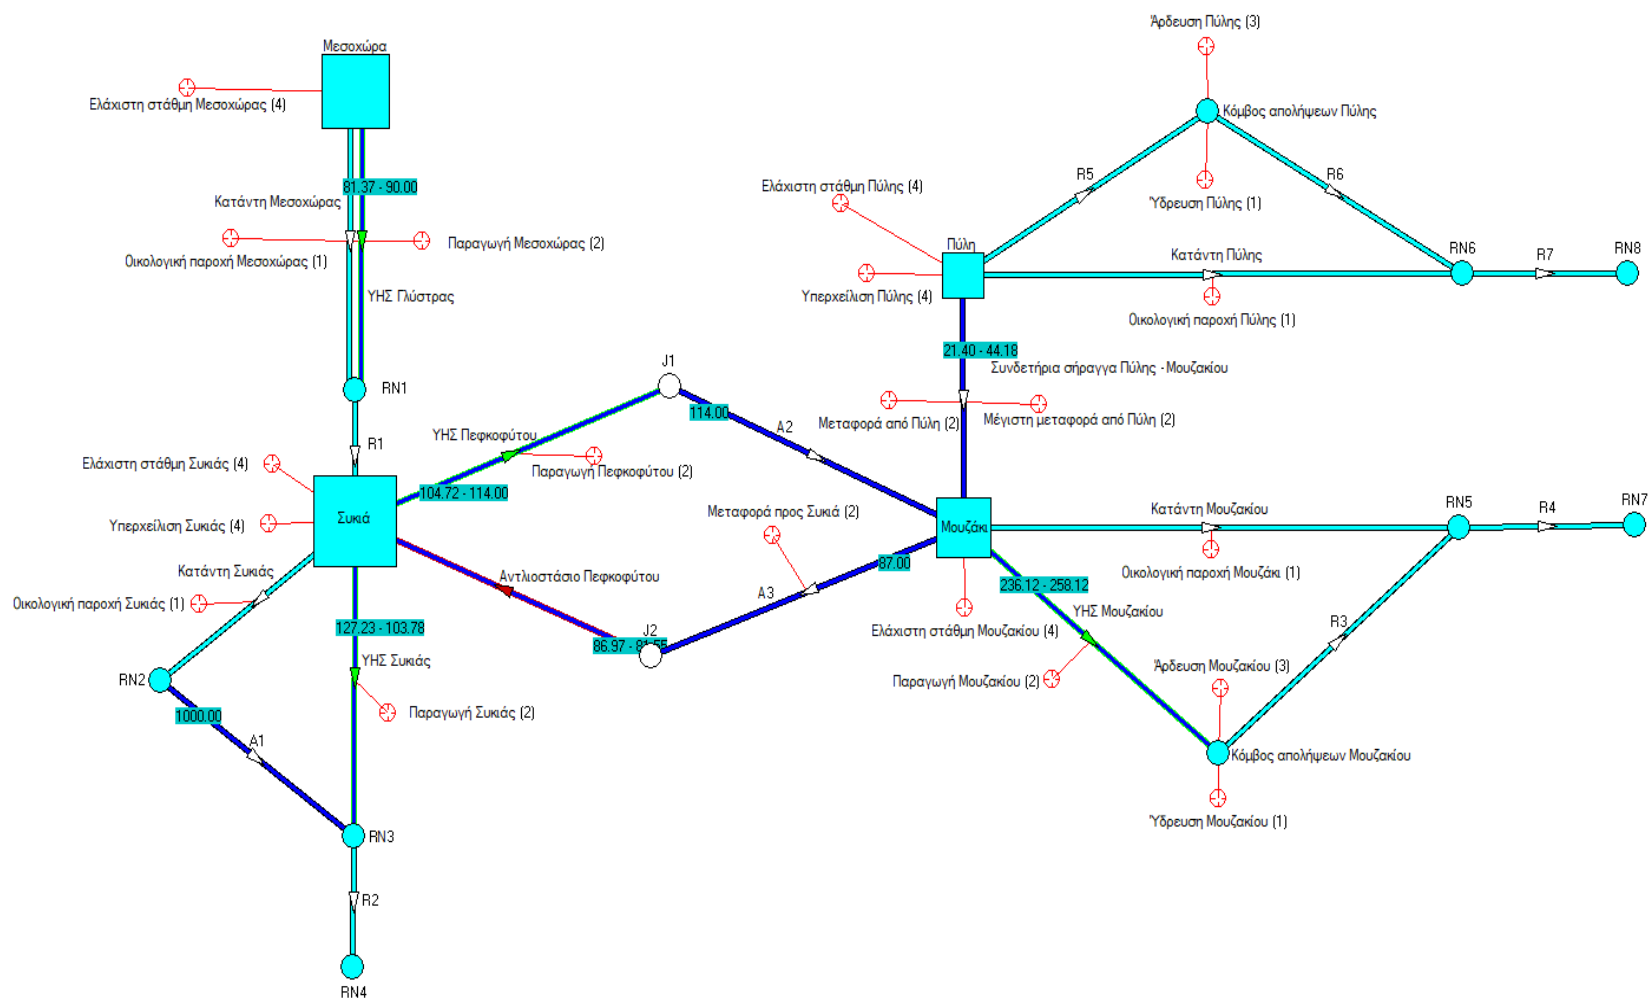 Άρδευση Πύλης (3)
Μεσοχώρα
Ελάχιστη στάθμη Μεσοχώρας (4)
Κόμβος απολήψεων Πύλης
81.37 - 90.00
R5
R6
Ελάχιστη στάθμη Πύλης (4)
Κατάντη Μεσοχώρας
Ύδρευση Πύλης (1)
Παραγωγή Μεσοχώρας (2)
Πύλη
Κατάντη Πύλης
RN6
R7
RN8
Οικολογική παροχή Μεσοχώρας (1)
ΥΗΣ Γλύστρας
Υπερχείλιση Πύλης (4)
Οικολογική παροχή Πύλης (1)
21.40 - 44.18
J1
Συνδετήρια σήραγγα Πύλης - Μουζακίου
RN1
114.00
Μεταφορά από Πύλη (2)
Μέγιστη μεταφορά από Πύλη (2)
A2
ΥΗΣ Πεφκοφύτου
R1
Ελάχιστη στάθμη Συκιάς (4)
Παραγωγή Πεφκοφύτου (2)
104.72 - 114.00
Συκιά
Υπερχείλιση Συκιάς (4)
Μεταφορά προς Συκιά (2)
Μουζάκι
Κατάντη Μουζακίου
RN5
R4
RN7
Κατάντη Συκιάς
Αντλιοστάσιο Πεφκοφύτου
87.00
Οικολογική παροχή Μουζάκι (1)
236.12 - 258.12
A3
Οικολογική παροχή Συκιάς (1)
ΥΗΣ Μουζακίου
127.23 - 103.78
Ελάχιστη στάθμη Μουζακίου (4)
R3
J2
86.97 - 81.55
ΥΗΣ Συκιάς
Άρδευση Μουζακίου (3)
RN2
Παραγωγή Μουζακίου (2)
1000.00
Παραγωγή Συκιάς (2)
A1
Κόμβος απολήψεων Μουζακίου
RN3
Ύδρευση Μουζακίου (1)
R2
RN4